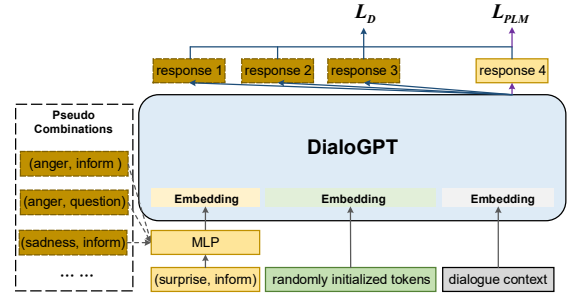 L_D
L_PLM
response 1
response 2
response 3
response 4
Pseudo
Combinations
DialoGPT
(anger, inform )
(anger, question)
(sadness, inform)
... ...
Embedding
Embedding
Embedding
MLP
(surprise, inform)
randomly initialized tokens
dialogue context